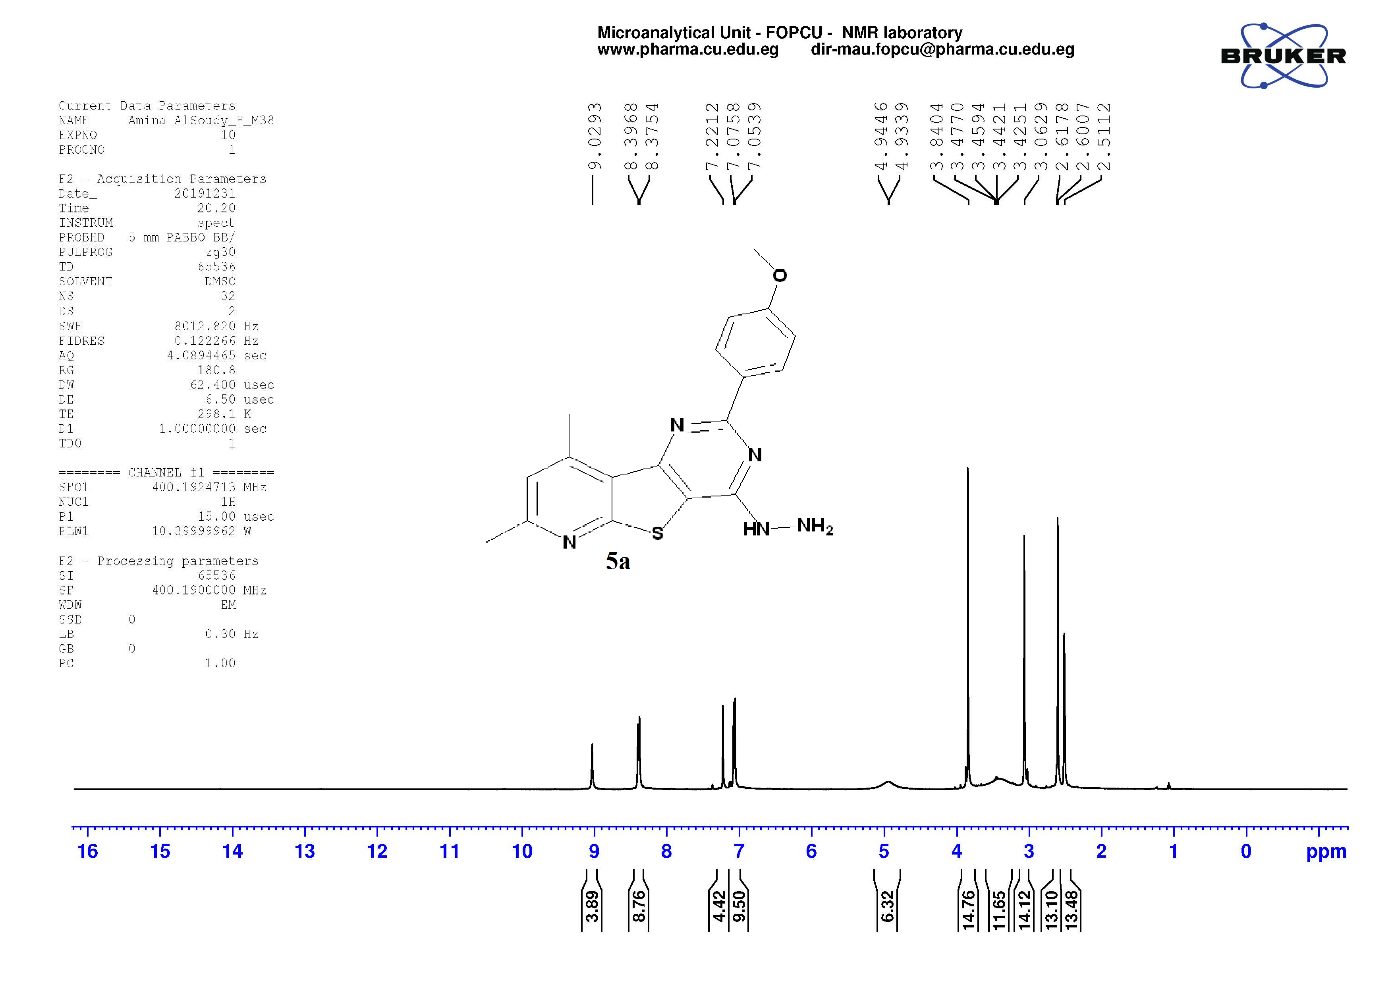 Microanalytical Unit - FOPCU - NMR laboratory
www.pharma.cu.edu.eg dir-mau.fopcu@pharma.cu.edu.eg
BRUKER
Current Data Parameters
NAME Amina AlSoudy_H_M38
EXPNO 10
PROCNO 1
F2 - Acquisition Parameters
Date_ 20191231
Time 20.20
INSTRUM spect
PROBHD 5 mm PABBO BB/
PULPROG zg30
TD 65536
SOLVENT DMSO
NS 32
DS 2
SWH 8012.820 Hz
FIDRES 0.122266 Hz
AQ 4.0894465 sec
RG 180.8
DW 62.400 usec
DE 6.50 usec
TE 298.1 K
D1 1.00000000 sec
TD0 1
======== CHANNEL f1 ========
SFO1 400.1924713 MHz
NUC1 1H
P1 15.00 usec
PLW1 10.39999962 W
F2 - Processing parameters
SI 65536
SF 400.1900000 MHz
WDW EM
SSB 0
LB 0.30 Hz
GB 0
PC 1.00
9.0293
8.3968
8.3754
7.2212
7.0758
7.0539
4.9446
4.9339
3.8404
3.4770
3.4594
3.4421
3.4251
3.0629
2.6178
2.6007
2.5112
O
N
N
HN NH2
S
N
5a
16 15 14 13 12 11 10 9 8 7 6 5 4 3 2 1 0 ppm
3.89
8.76
4.42
9.50
6.32
14.76
11.65
14.12
13.10
13.48